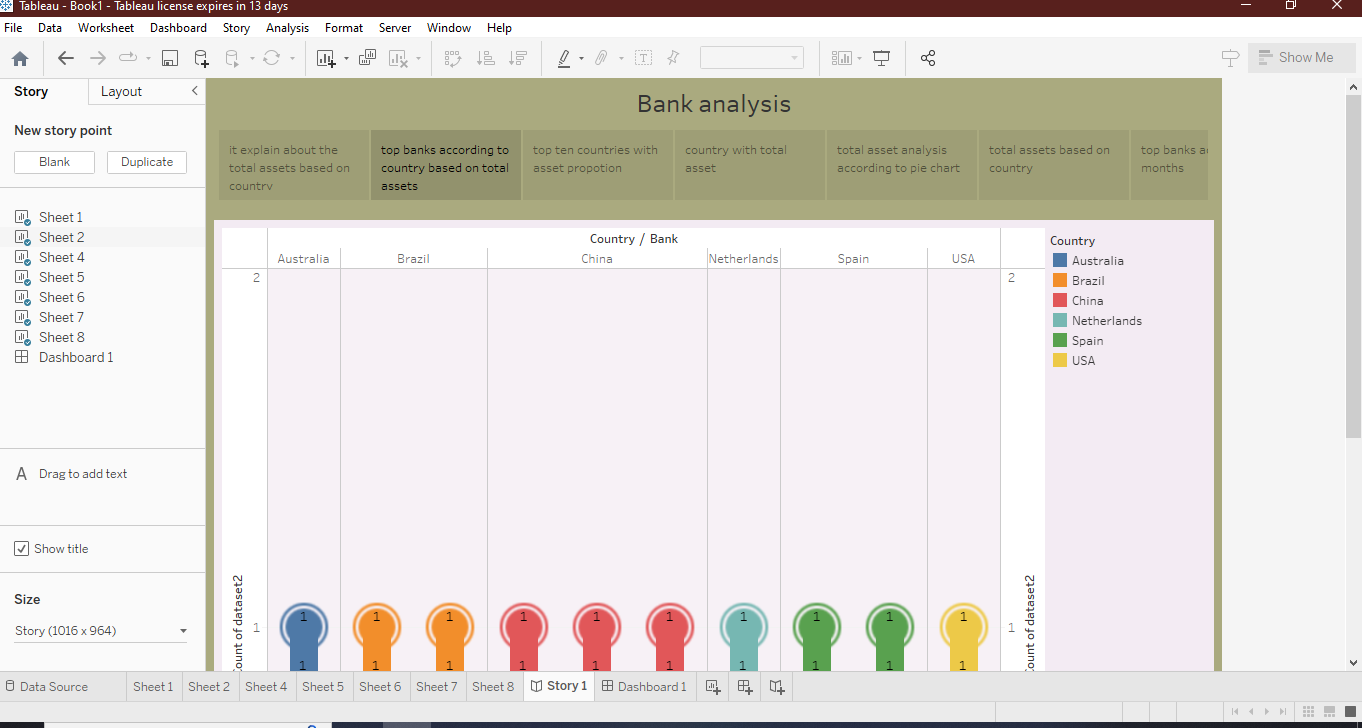 Tableau - Book1 - Tableau license expires in 13 days
File Data Worksheet Dashboard Story Analysis Format Server Window Help
Show Me
Story Layout
New story point
Blank Duplicate
Sheet 1
Sheet 2
Sheet 4
Sheet 5
Sheet 6
Sheet 7
Sheet 8
Dashboard 1
A Drag to add text
Show title
Size
Story (1016 x 964)
Bank analysis
it explain about the
total assets based on
country
top banks according to
country based on total
assets
top ten countries with
asset propotion
country with total
asset
total asset analysis
according to pie chart
total assets based on
country
top banks
months
Country / Bank
Australia Brazil China Netherlands Spain USA
2 2
1 1
1 1 1 1 1 1 1 1 1 1
1 1 1 1 1 1 1 1 1 1
of dataset2
of dataset2
Country
Australia
Brazil
China
Netherlands
Spain
USA
Data Source Sheet 1 Sheet 2 Sheet 4 Sheet 5 Sheet 6 Sheet 7 Sheet 8 Story 1 Dashboard 1